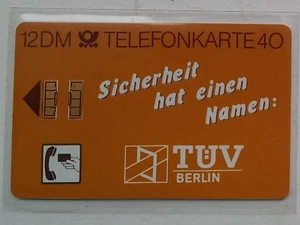 12DM TELEFONKARTE 40
Sicherheit
hat einen
Namen:
TÜV
BERLIN